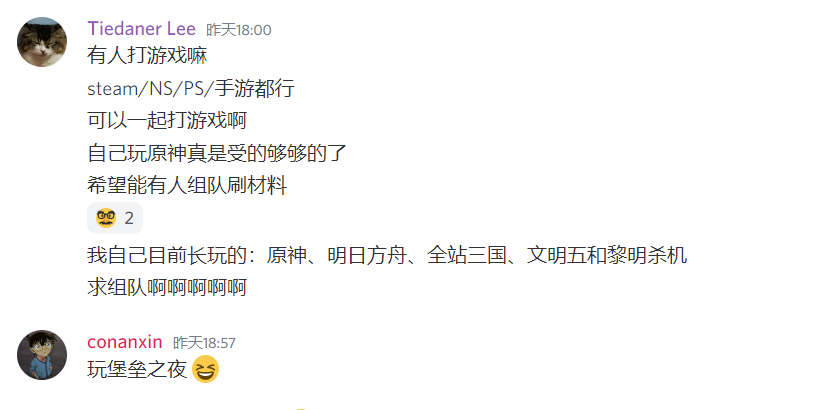 Tiedaner Lee 昨天18:00
有人打游戏嘛
steam/NS/PS/手游都行
可以一起打游戏啊
自己玩原神真是受的够够的了
希望能有人组队刷材料
2
我自己目前长玩的：原神、明日方舟、全站三国、文明五和黎明杀机
求组队啊啊啊啊啊
conanxin 昨天18:57
玩堡垒之夜